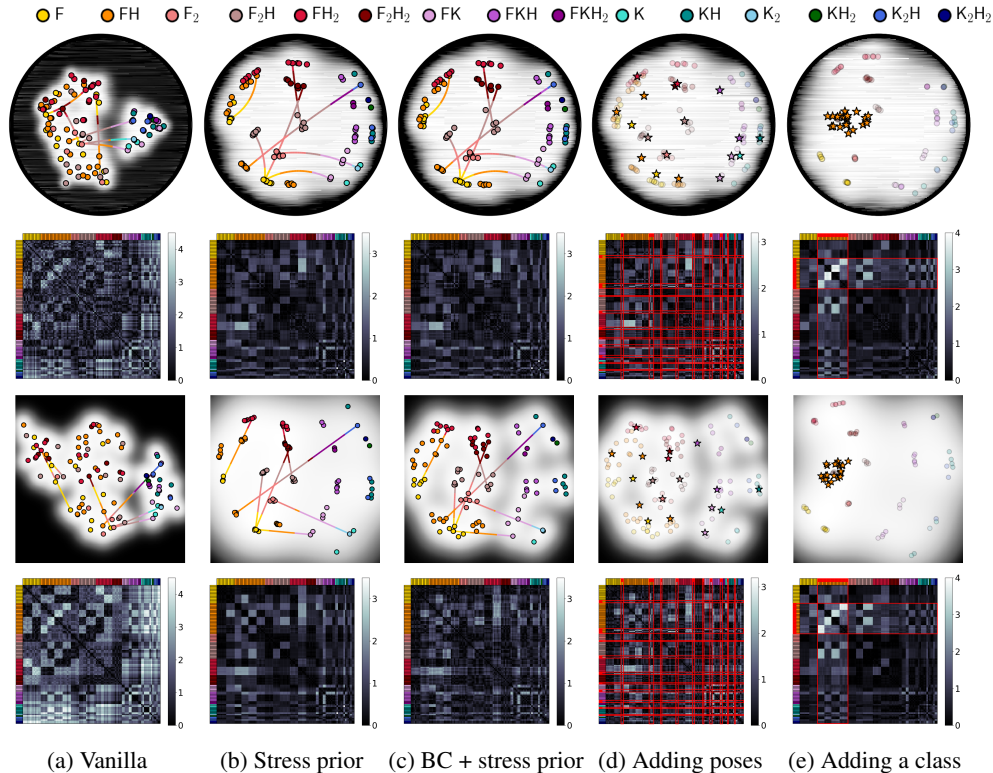 F FH F₂ F₂H FH₂ F₂H₂ FK FKH FKH₂ K KH K₂ KH₂ K₂H K₂H₂
4 3 2 1 0
3 2 1 0
3 2 1 0
3 2 1 0
4 3 2 1 0
4 3 2 1 0
3 2 1 0
3 2 1 0
3 2 1 0
4 3 2 1 0
(a) Vanilla (b) Stress prior (c) BC + stress prior (d) Adding poses (e) Adding a class